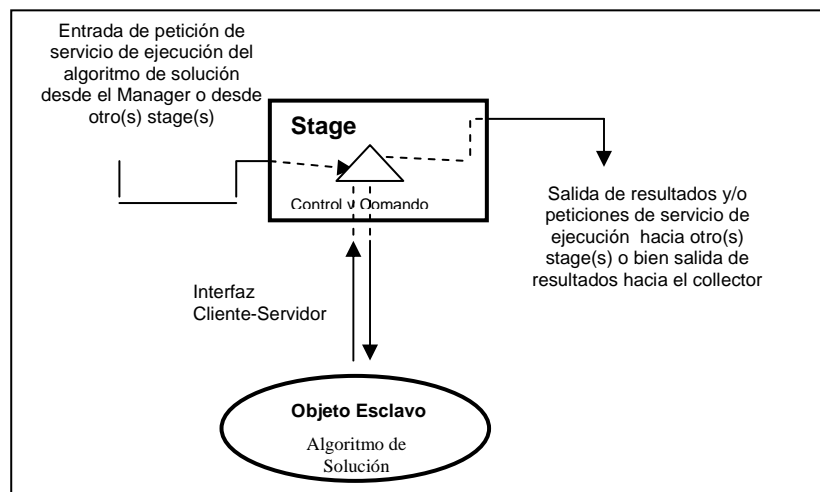 Entrada de petición de
servicio de ejecución del
algoritmo de solución
desde el Manager o desde
otro(s) stage(s)
Stage
Control y Comando
Salida de resultados y/o
peticiones de servicio de
ejecución hacia otro(s)
stage(s) o bien salida de
resultados hacia el collector
Interfaz
Cliente-Servidor
Objeto Esclavo
Algoritmo de
Solución